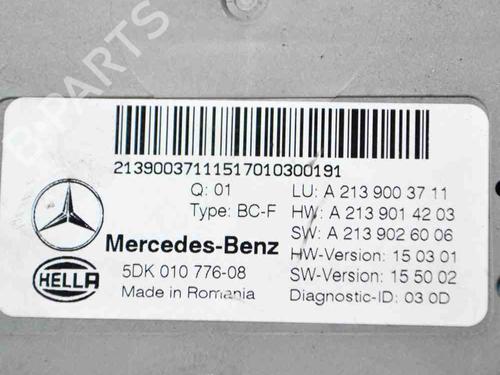 B-PARTS
21390037111517010300191
Q: 01 LU: A 213 900 37 11
Type: BC-F HW: A 213 901 42 03
Mercedes-Benz SW: A 213 902 60 06
HW-Version: 15 03 01
HELLA 5DK 010 776-08 SW-Version: 15 50 02
Made in Romania Diagnostic-ID: 03 0D